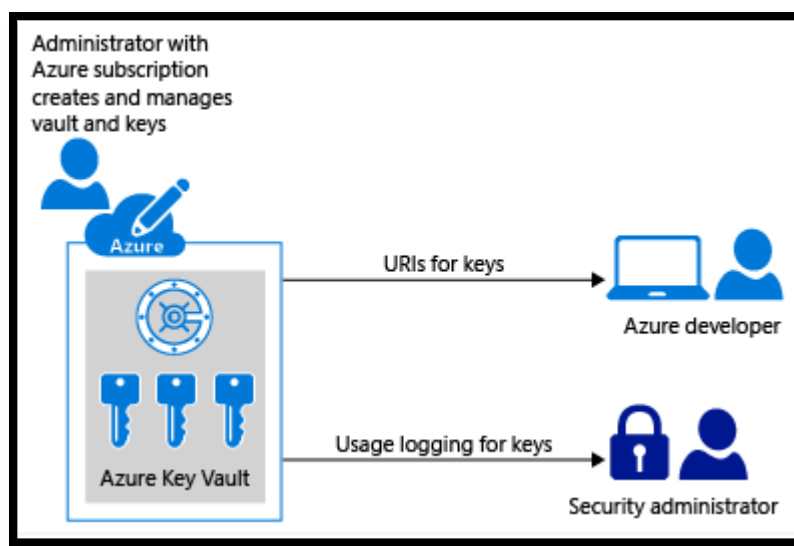 Administrator with
Azure subscription
creates and manages
vault and keys
Azure
URIs for keys
Azure developer
Azure Key Vault
Usage logging for keys
Security administrator